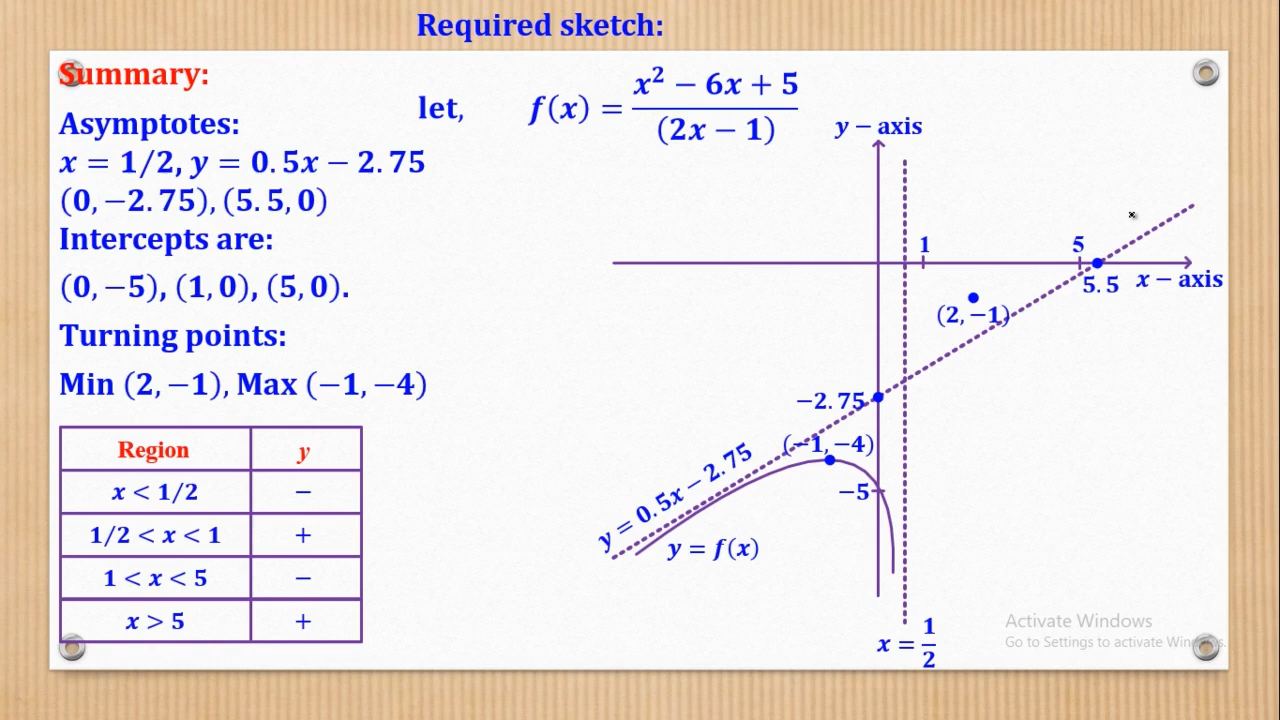 Required sketch:
Summary:
let, f(x) = x² − 6x + 5 / (2x − 1)
Asymptotes:
x = 1/2, y = 0.5x − 2.75
(0, −2.75), (5.5, 0)
Intercepts are:
(0, −5), (1, 0), (5, 0).
Turning points:
Min (2, −1), Max (−1, −4)
Region y
x < 1/2 −
1/2 < x < 1 +
1 < x < 5 −
x > 5 +
y − axis
1
5
5.5
x − axis
(2, −1)
−2.75
(−1, −4)
y = 0.5x − 2.75
−5
y = f(x)
x = 1/2
Activate Windows
Go to Settings to activate Windows.